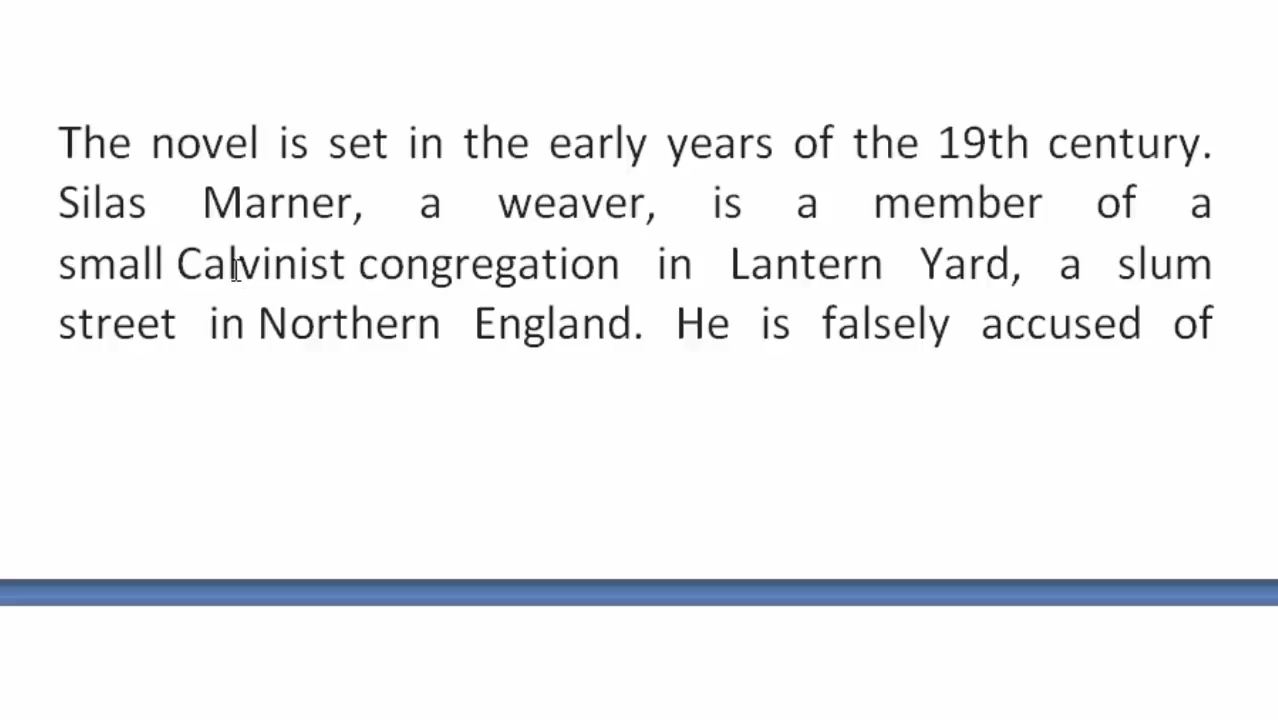 The novel is set in the early years of the 19th century.
Silas Marner, a weaver, is a member of a
small Calvinist congregation in Lantern Yard, a slum
street in Northern England. He is falsely accused of